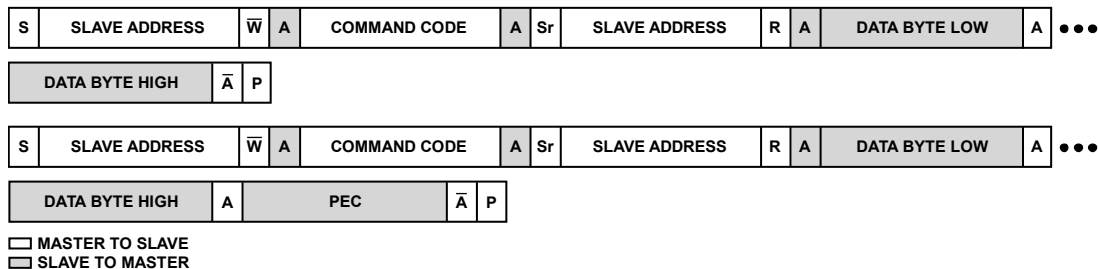 S SLAVE ADDRESS W̅ A COMMAND CODE A Sr SLAVE ADDRESS R A DATA BYTE LOW A •••
DATA BYTE HIGH A̅ P
S SLAVE ADDRESS W̅ A COMMAND CODE A Sr SLAVE ADDRESS R A DATA BYTE LOW A •••
DATA BYTE HIGH A PEC A̅ P
MASTER TO SLAVE
SLAVE TO MASTER